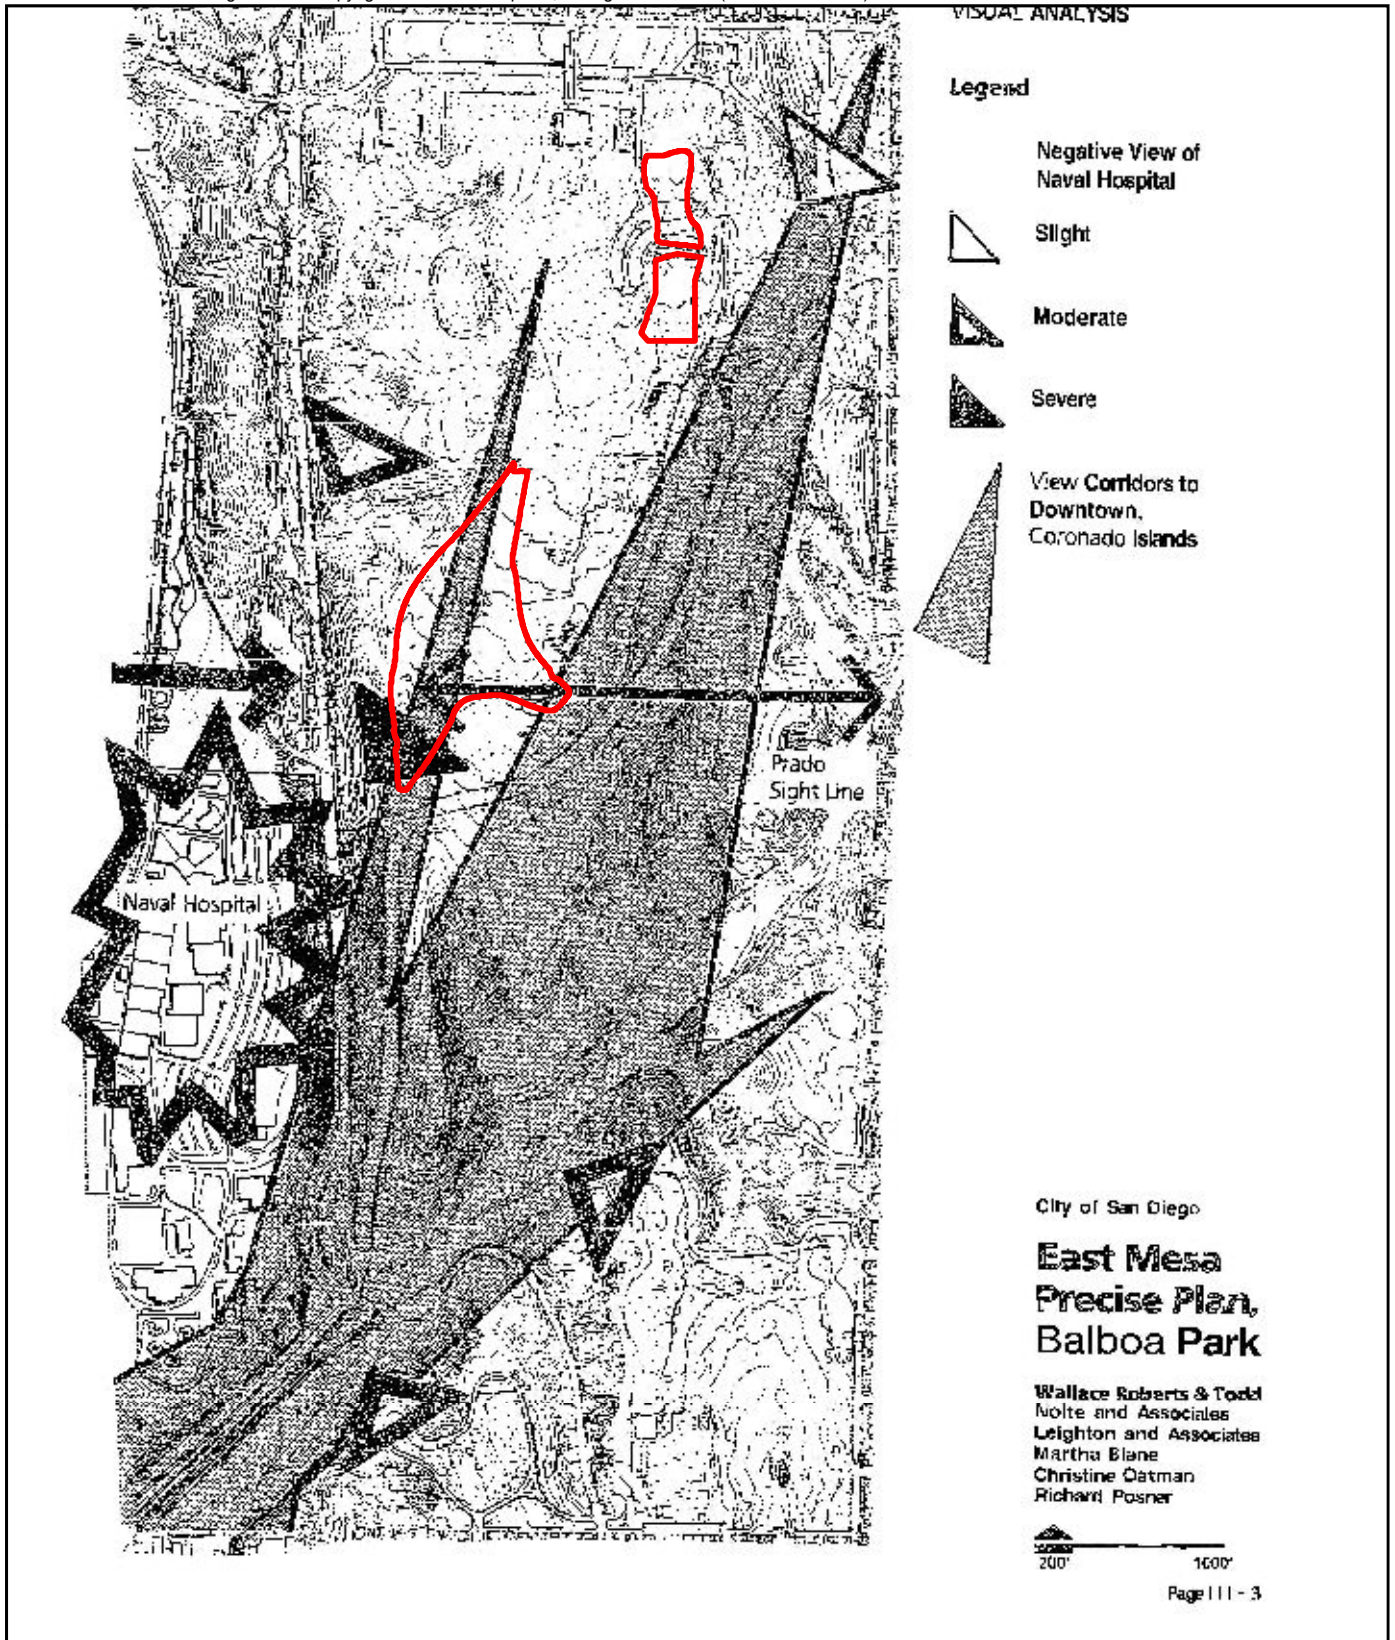 VISUAL ANALYSIS
Legend
Negative View of
Naval Hospital
Slight
Moderate
Severe
View Corridors to
Downtown,
Coronado Islands
Prado
Sight Line
Naval Hospital
City of San Diego
East Mesa
Precise Plan,
Balboa Park
Wallace Roberts & Todd
Nolte and Associates
Leighton and Associates
Martha Blane
Christine Oatman
Richard Posner
200'
1000'
Page III - 3